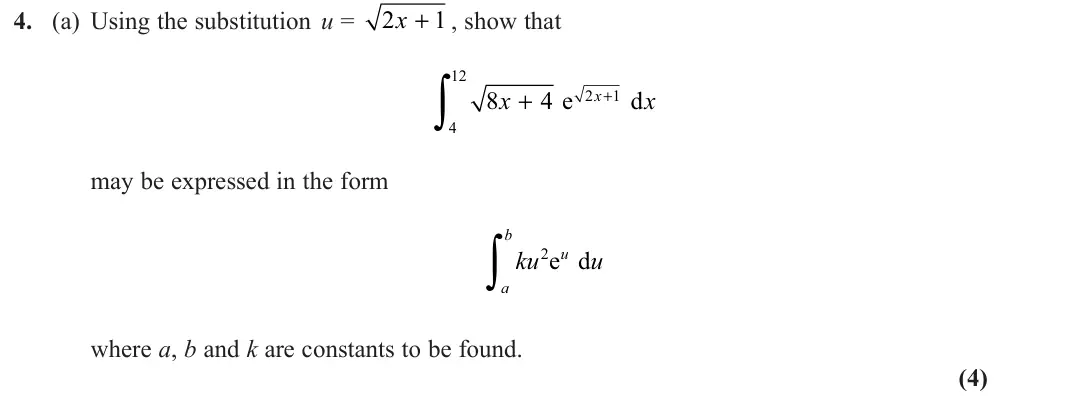 4. (a) Using the substitution u = √(2x + 1) , show that
∫₄¹² √(8x + 4) e^√(2x+1) dx
may be expressed in the form
∫ₐᵇ ku²eᵘ du
where a, b and k are constants to be found.
(4)